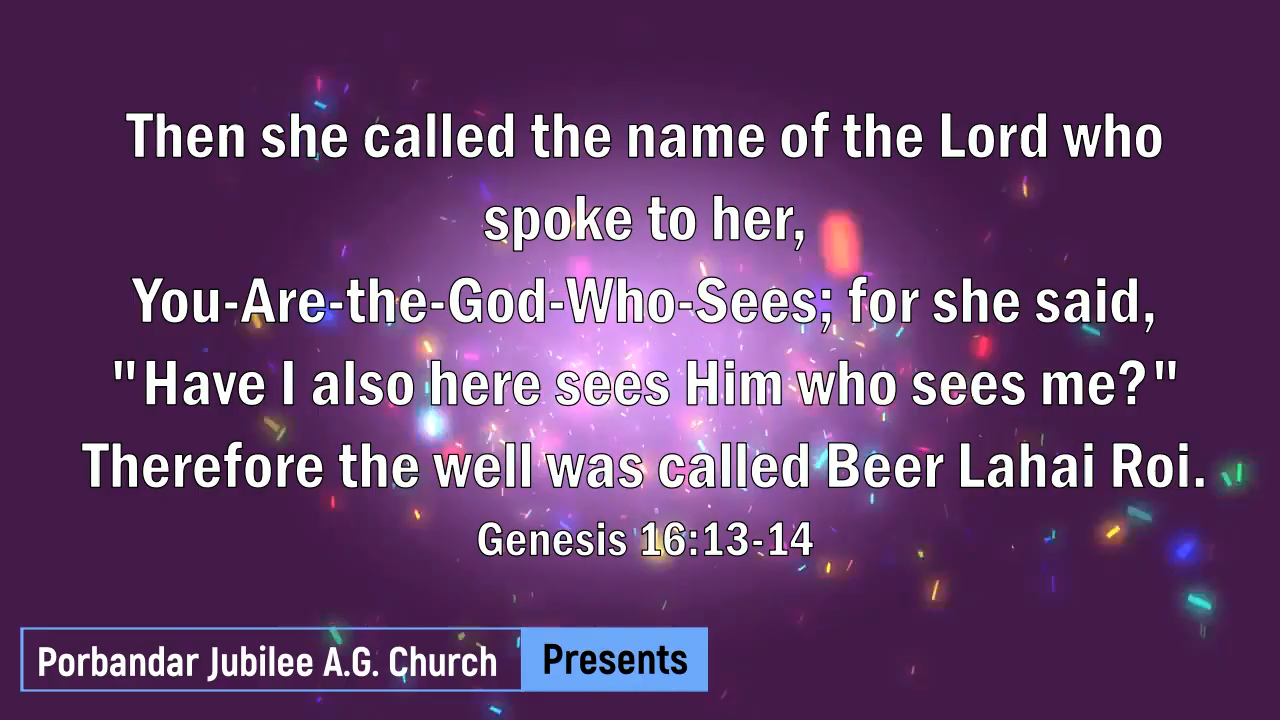 Then she called the name of the Lord who
spoke to her,
You-Are-the-God-Who-Sees; for she said,
"Have I also here sees Him who sees me?"
Therefore the well was called Beer Lahai Roi.
Genesis 16:13-14
Porbandar Jubilee A.G. Church Presents